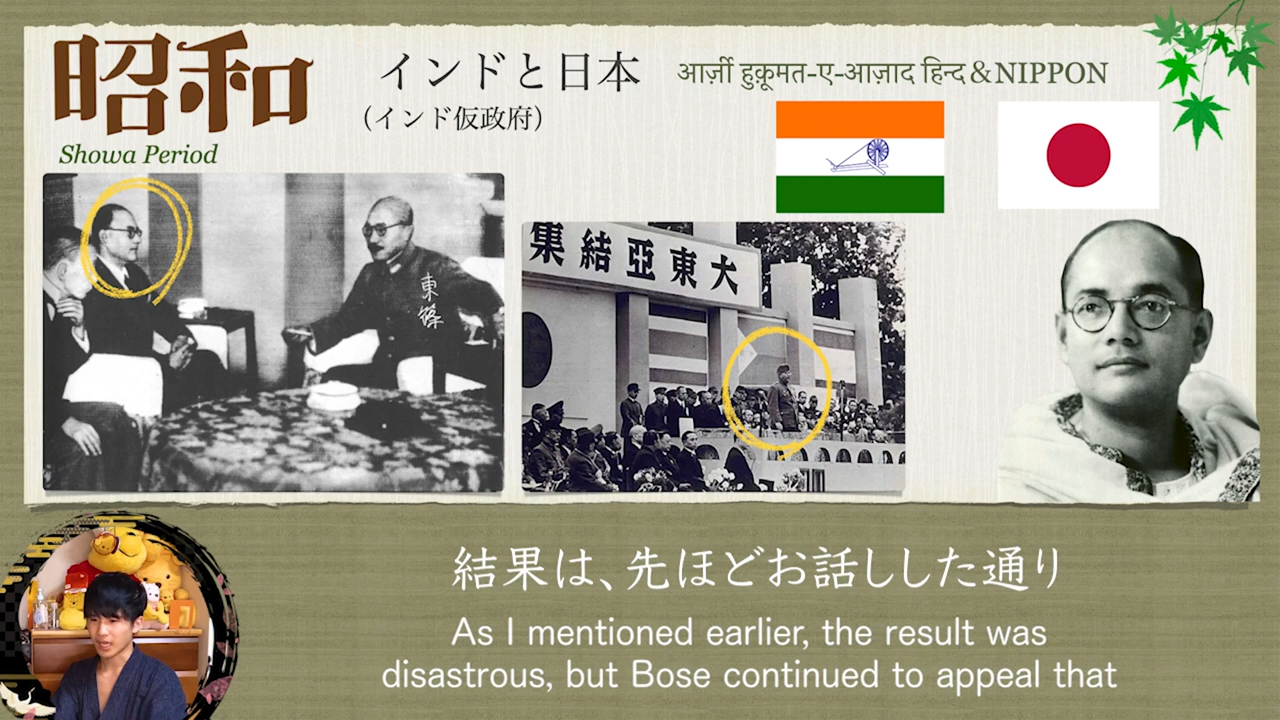 昭和
Showa Period
インドと日本
(インド仮政府)
आर्ज़ी हुक़ूमत-ए-आज़ाद हिन्द&NIPPON
東條
集結亞東大
結果は、先ほどお話しした通り
As I mentioned earlier, the result was
disastrous, but Bose continued to appeal that